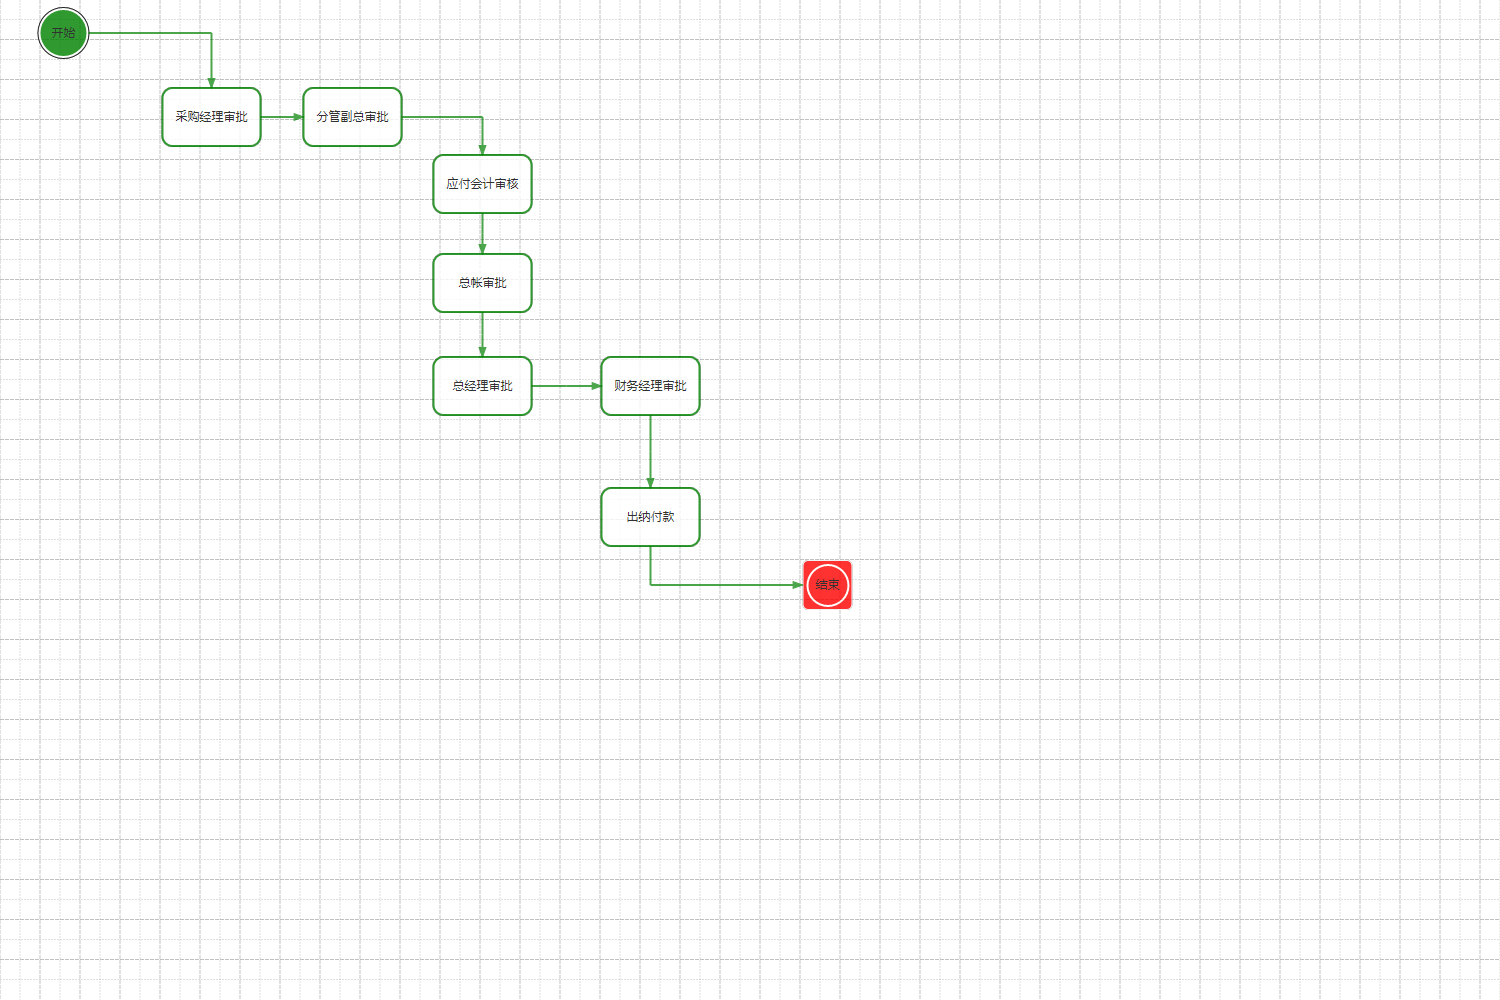 开始
采购经理审批
分管副总审批
应付会计审核
总帐审批
总经理审批
财务经理审批
出纳付款
结束